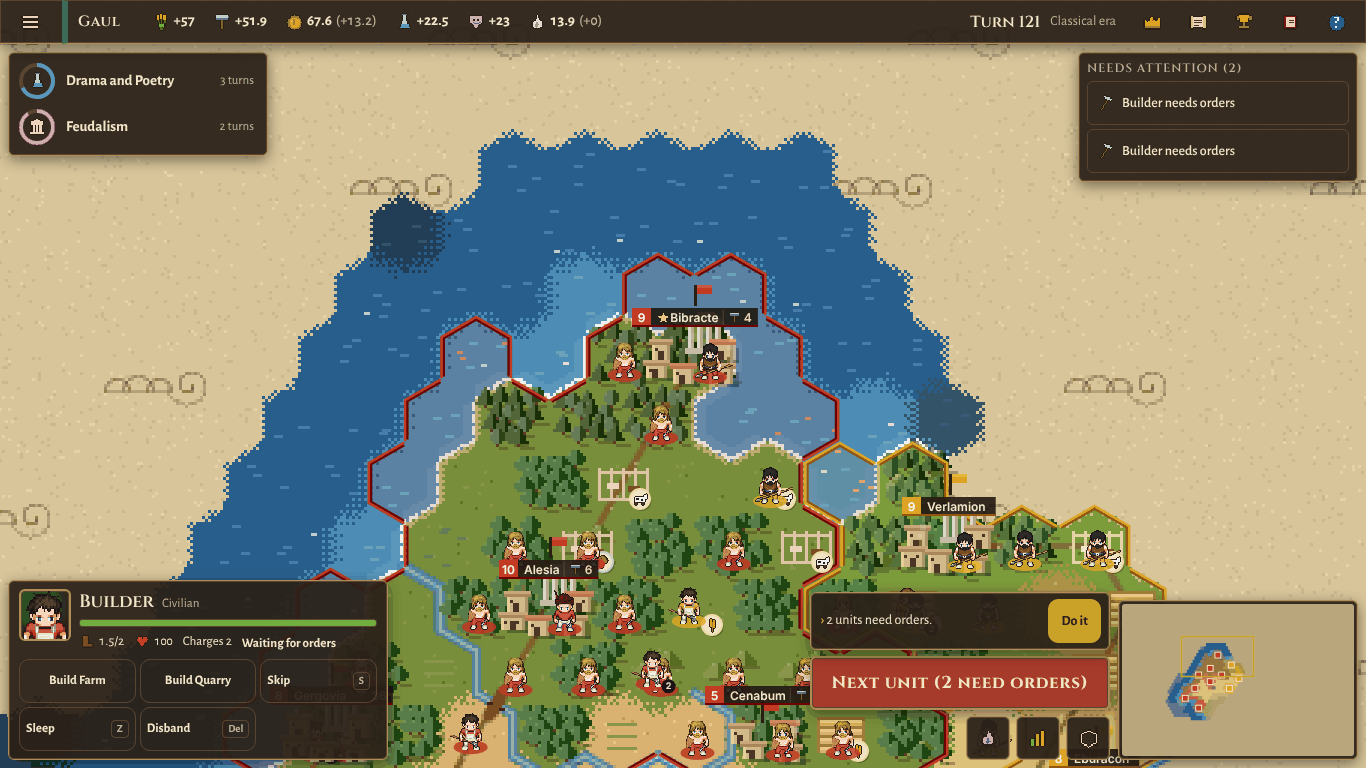 GAUL +57 +51.9 67.6 (+13.2) +22.5 +23 13.9 (+0) TURN 121 Classical era
Drama and Poetry 3 turns
Feudalism 2 turns
NEEDS ATTENTION (2)
Builder needs orders
Builder needs orders
9 Bibracte 4
9 Verlamion
10 Alesia 6
5 Cenabum
2
BUILDER Civilian
1.5/2 100 Charges 2 Waiting for orders
Build Farm
Build Quarry
Skip S
Sleep Z
Disband Del
› 2 units need orders.
Do it
NEXT UNIT (2 NEED ORDERS)